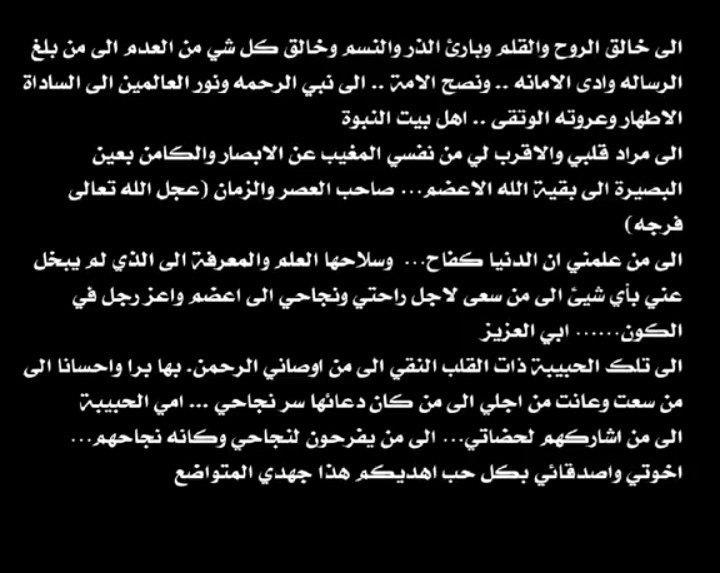 الى خالق الروح والقلم وبارئ الذر والنسم وخالق كل شي من العدم الى من بلغ
الرساله وادى الامانه .. ونصح الامة .. الى نبي الرحمه ونور العالمين الى الساداة
الاطهار وعروته الوتقى .. اهل بيت النبوة
الى مراد قلبي والاقرب لي من نفسي المغيب عن الابصار والكامن بعين
البصيرة الى بقية الله الاعضم... صاحب العصر والزمان (عجل الله تعالى
فرجه)
الى من علمني ان الدنيا كفاح... وسلاحها العلم والمعرفة الى الذي لم يبخل
عني بأي شيئ الى من سعى لاجل راحتي ونجاحي الى اعضم واعز رجل في
الكون...... ابي العزيز
الى تلك الحبيبة ذات القلب النقي الى من اوصاني الرحمن. بها برا واحسانا الى
من سعت وعانت من اجلي الى من كان دعائها سر نجاحي ... امي الحبيبة
الى من اشاركهم لحضاتي... الى من يفرحون لنجاحي وكانه نجاحهم...
اخوتي واصدقائي بكل حب اهديكم هذا جهدي المتواضع